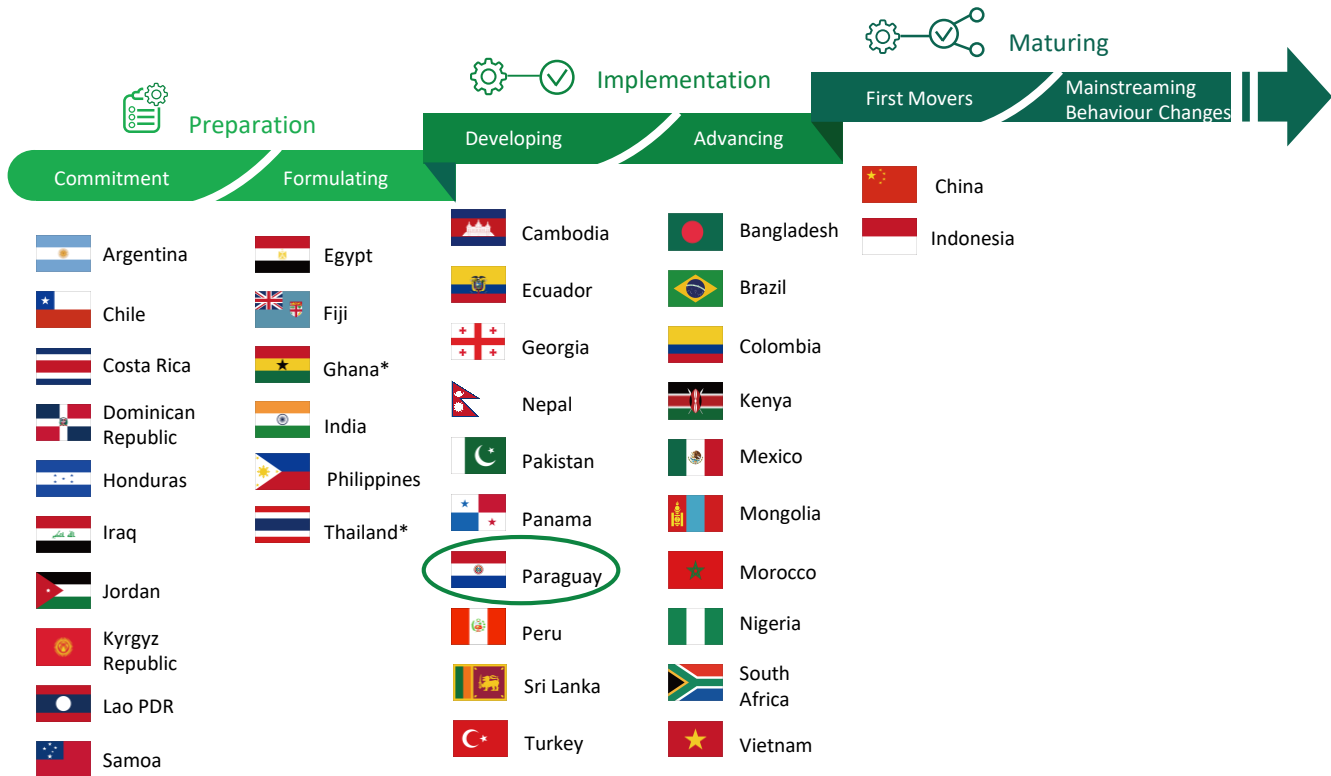 Preparation
Commitment
Formulating
Implementation
Developing
Advancing
Maturing
First Movers
Mainstreaming
Behaviour Changes
Argentina
Chile
Costa Rica
Dominican
Republic
Honduras
Iraq
Jordan
Kyrgyz
Republic
Lao PDR
Samoa
Egypt
Fiji
Ghana*
India
Philippines
Thailand*
Cambodia
Ecuador
Georgia
Nepal
Pakistan
Panama
Paraguay
Peru
Sri Lanka
Turkey
Bangladesh
Brazil
Colombia
Kenya
Mexico
Mongolia
Morocco
Nigeria
South
Africa
Vietnam
China
Indonesia